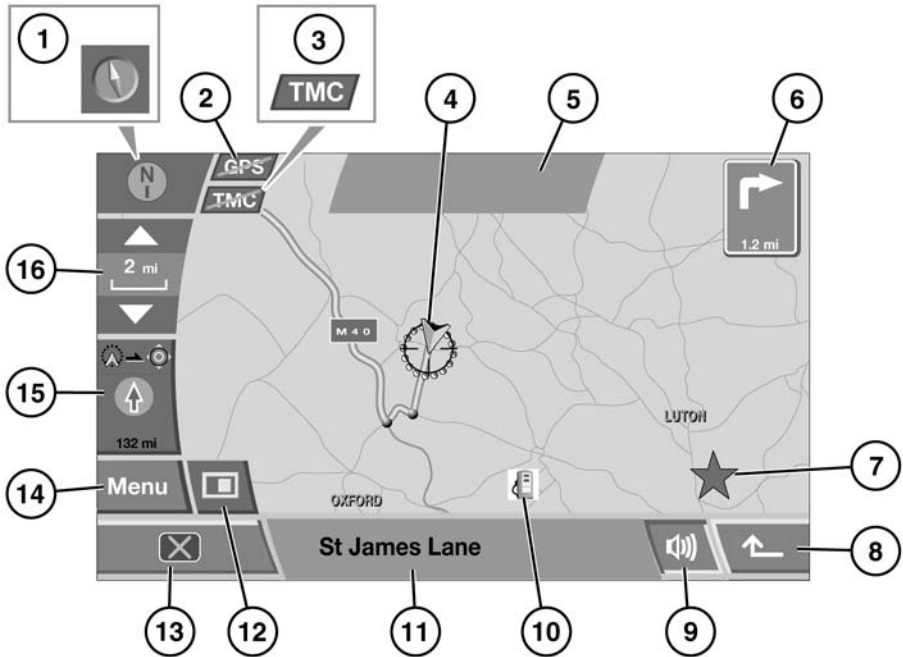 1
3
TMC
2
4
5
6
N
GPS
TMC
1.2 mi
16
2 mi
M 40
15
132 mi
LUTON
7
14
Menu
OXFORD
St James Lane
8
13
12
11
10
9